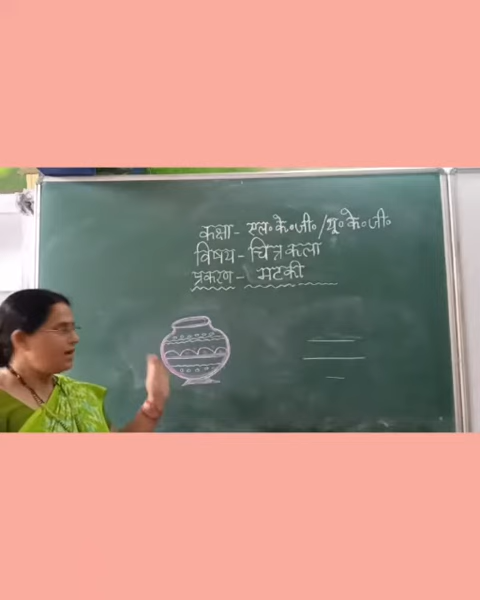 कक्षा - एल॰ के॰ जी॰ / यू॰ के॰ जी॰
विषय - चित्रकला
प्रकरण - मटकी